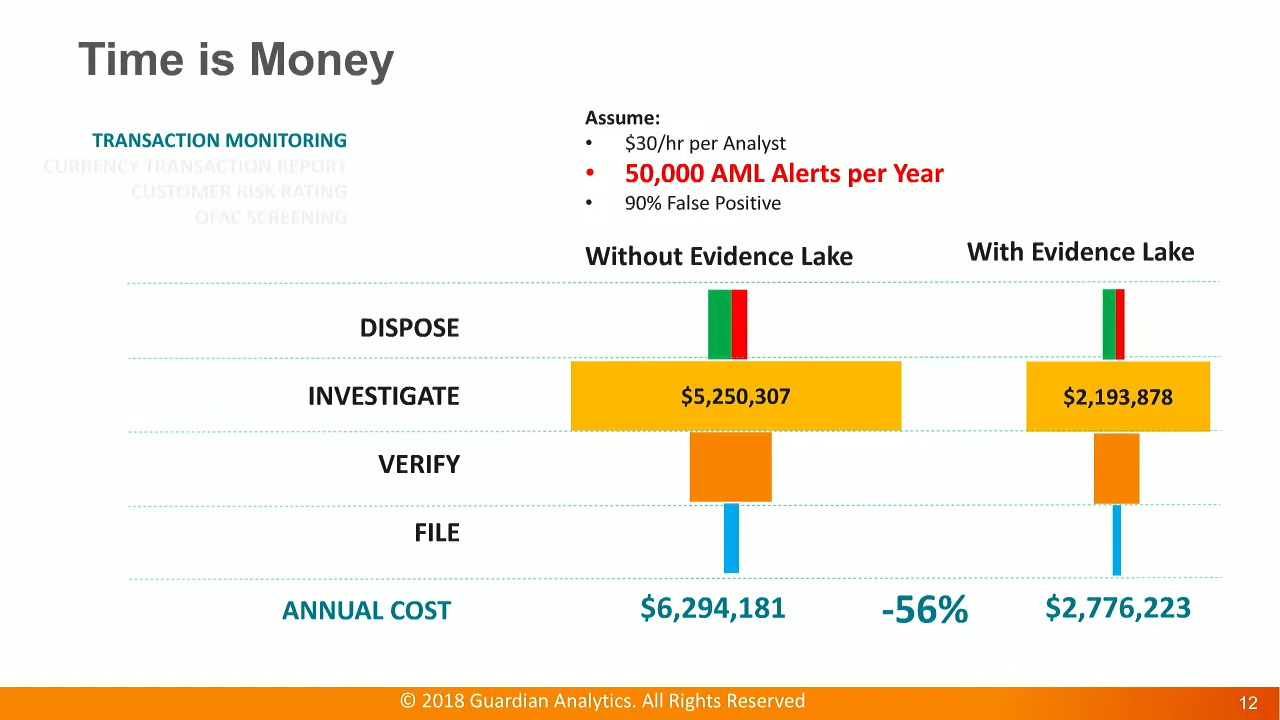 Time is Money
TRANSACTION MONITORING
CURRENCY TRANSACTION REPORT
CUSTOMER RISK RATING
OFAC SCREENING
Assume:
• $30/hr per Analyst
• 50,000 AML Alerts per Year
• 90% False Positive
Without Evidence Lake
With Evidence Lake
DISPOSE
INVESTIGATE
$5,250,307
$2,193,878
VERIFY
FILE
ANNUAL COST
$6,294,181
-56%
$2,776,223
© 2018 Guardian Analytics. All Rights Reserved
12